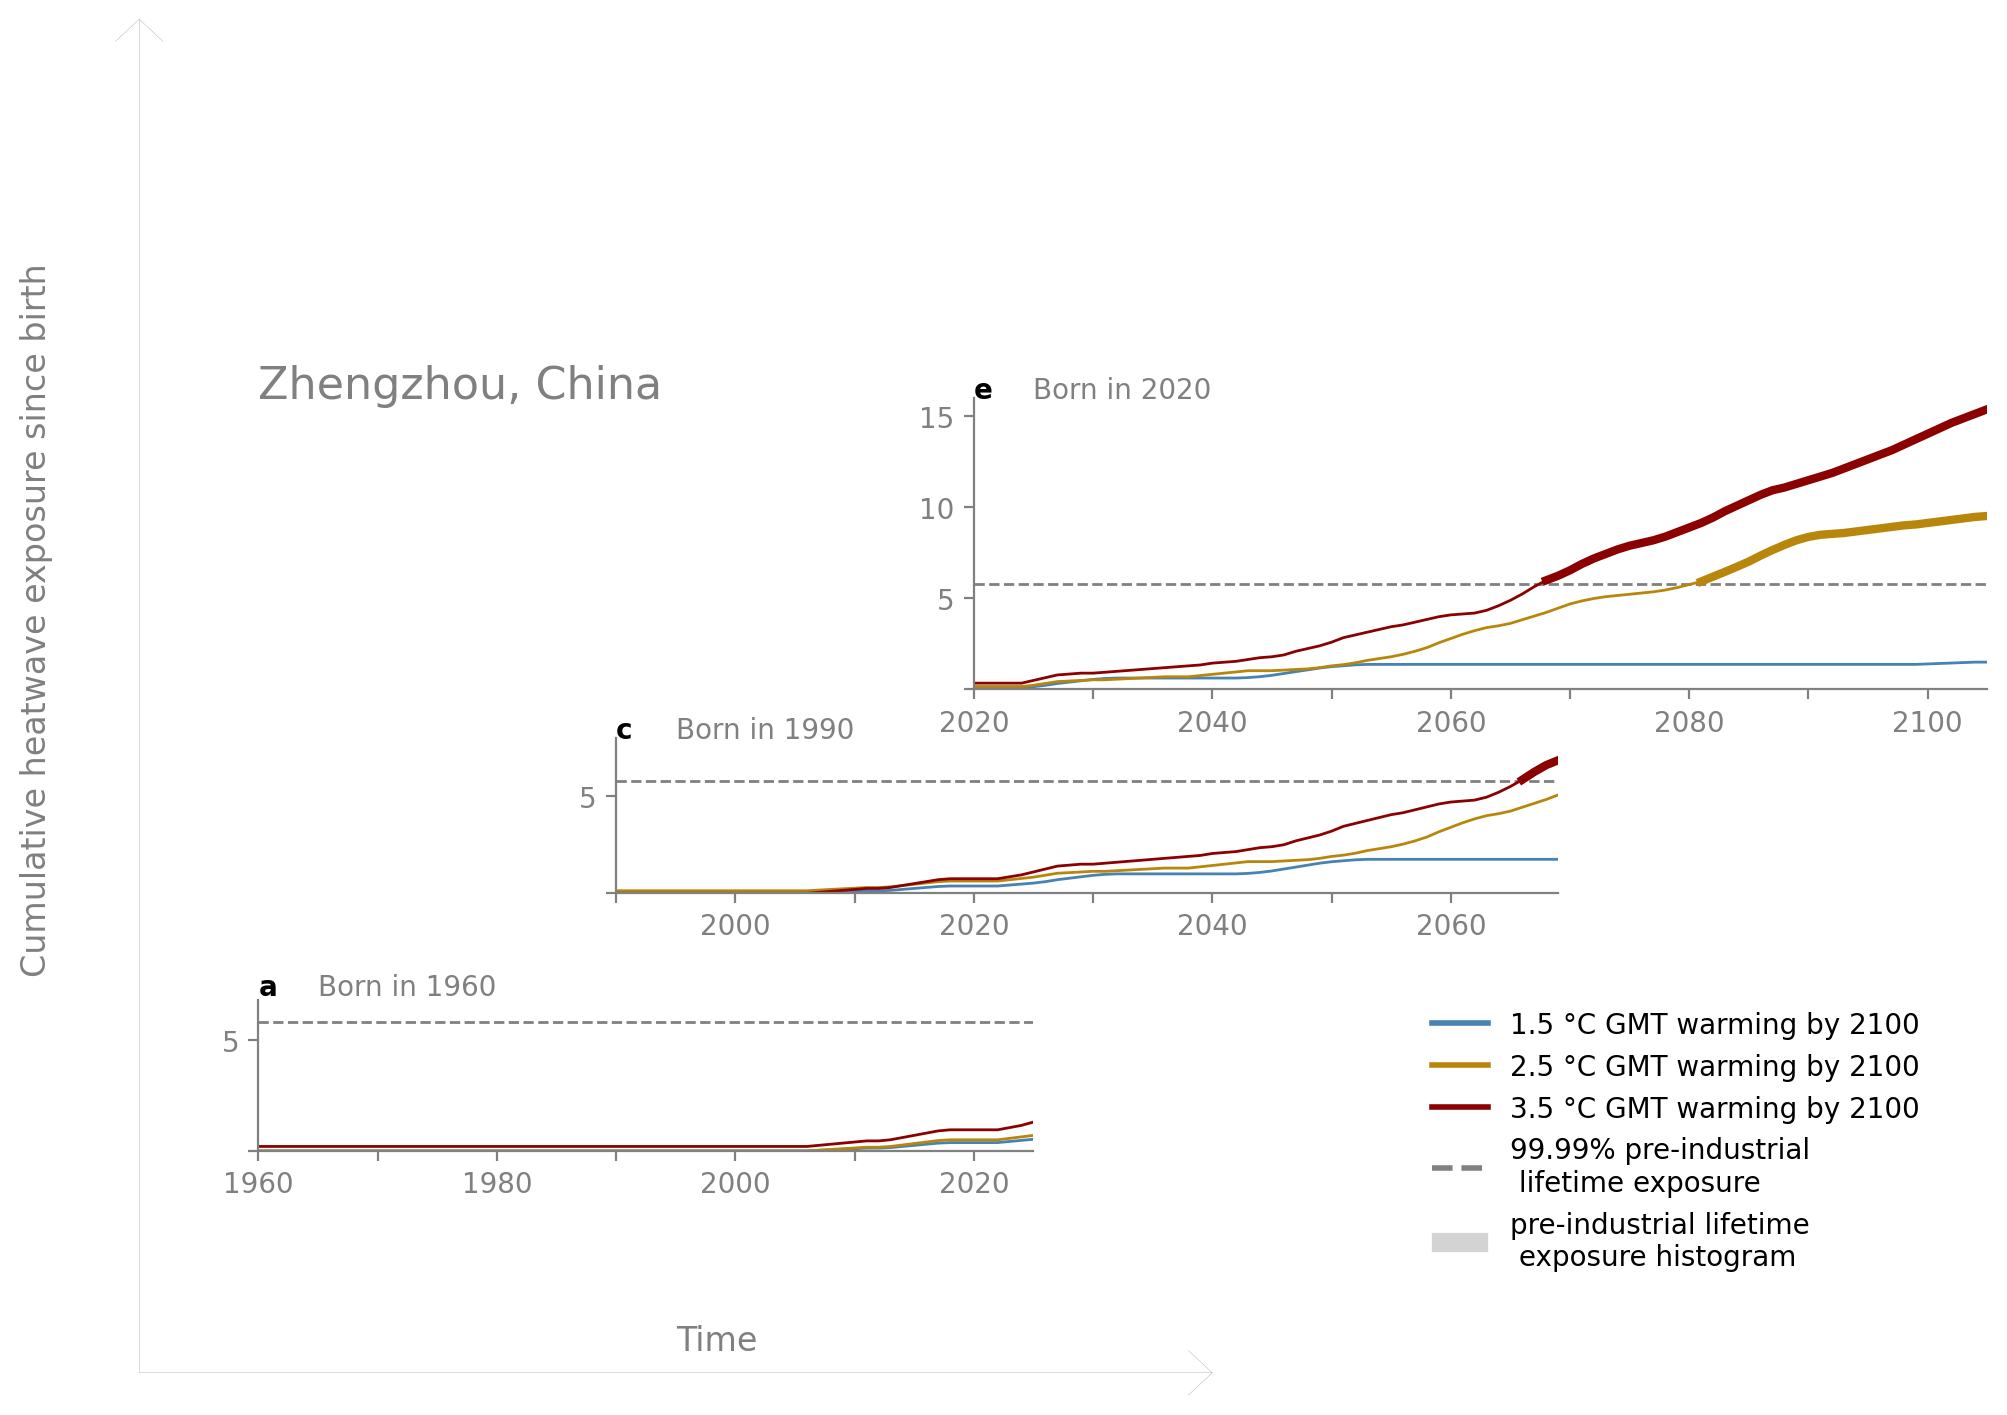 Cumulative heatwave exposure since birth
Zhengzhou, China
e Born in 2020
15
10
5
2020 2040 2060 2080 2100
c Born in 1990
5
2000 2020 2040 2060
a Born in 1960
5
1960 1980 2000 2020
1.5 °C GMT warming by 2100
2.5 °C GMT warming by 2100
3.5 °C GMT warming by 2100
99.99% pre-industrial
lifetime exposure
pre-industrial lifetime
exposure histogram
Time